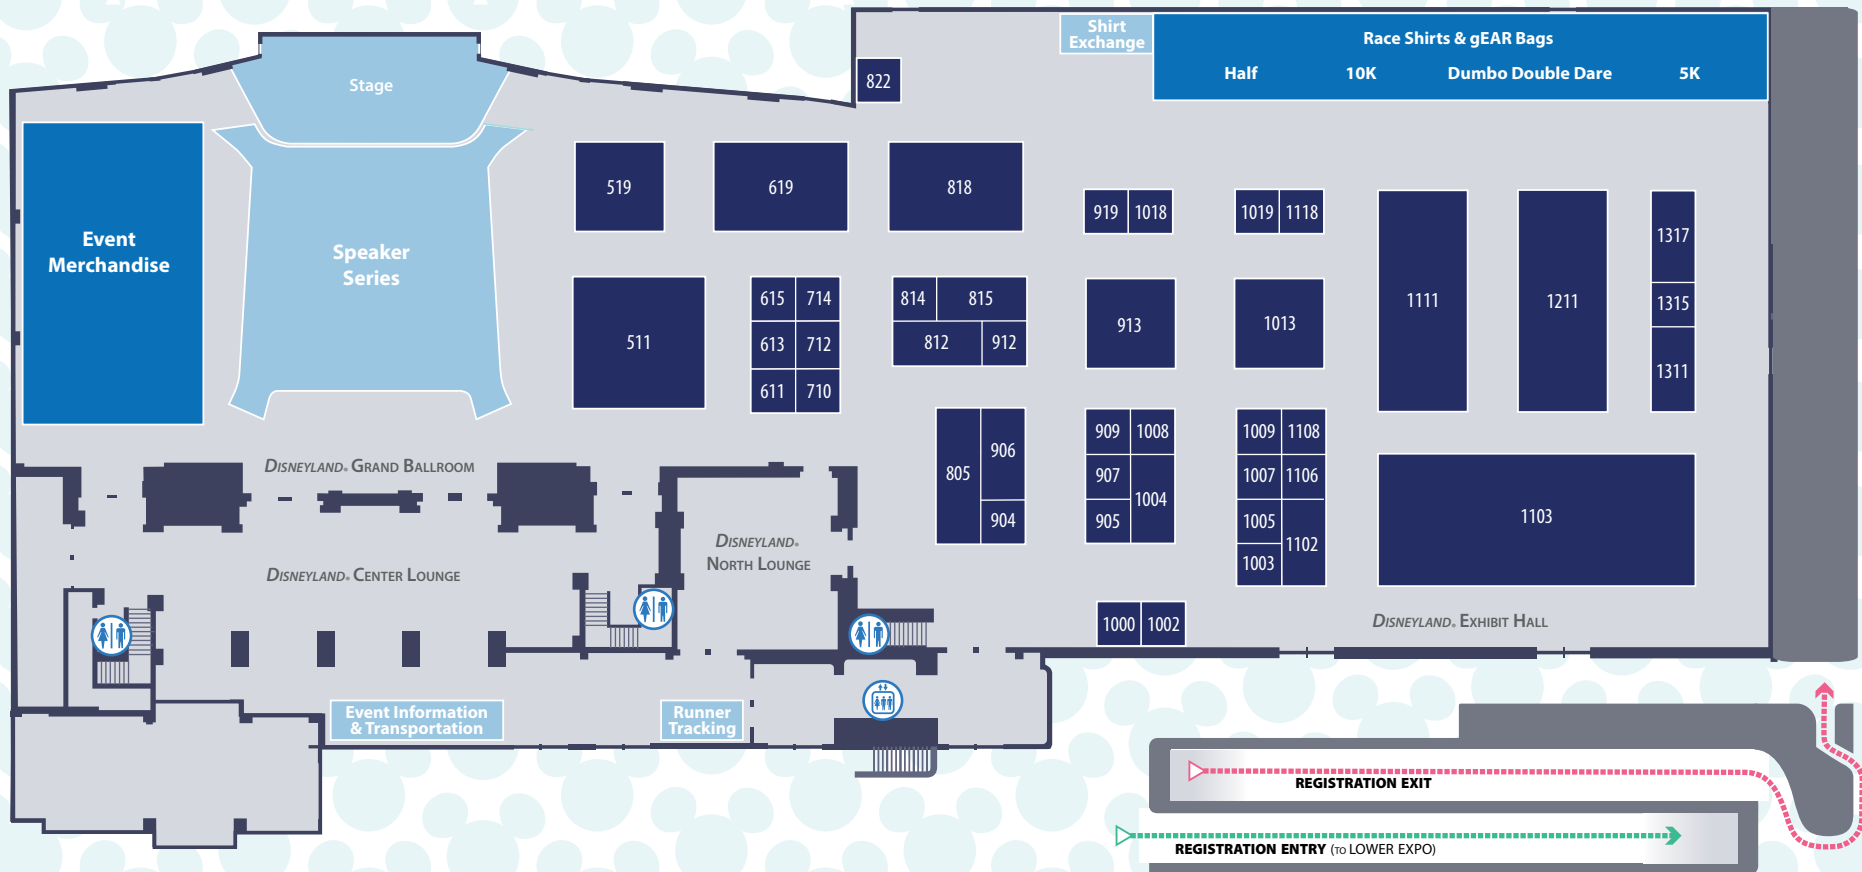 Shirt
Exchange
Race Shirts & gEAR Bags
Half 10K Dumbo Double Dare 5K
822
Stage
519 619 818
919 1018 1019 1118
Event
Merchandise
Speaker
Series
1111 1211
1317
1315
1311
511
615 714
613 712
611 710
814 815
812 912
913 1013
DISNEYLAND® GRAND BALLROOM
805 906
904
909 1008
907 1004
905
1009 1108
1007 1106
1005 1102
1003
1103
DISNEYLAND®
NORTH LOUNGE
DISNEYLAND® CENTER LOUNGE
1000 1002
DISNEYLAND® EXHIBIT HALL
Event Information
& Transportation
Runner
Tracking
REGISTRATION EXIT
REGISTRATION ENTRY (TO LOWER EXPO)